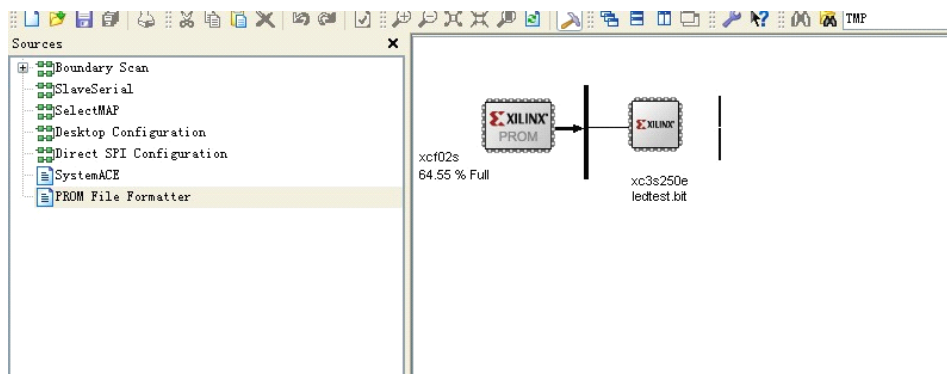 TMP
Sources
Boundary Scan
SlaveSerial
SelectMAP
Desktop Configuration
Direct SPI Configuration
SystemACE
PROM File Formatter
XILINX
PROM
xcf02s
64.55 % Full
XILINX
xc3s250e
ledtest.bit